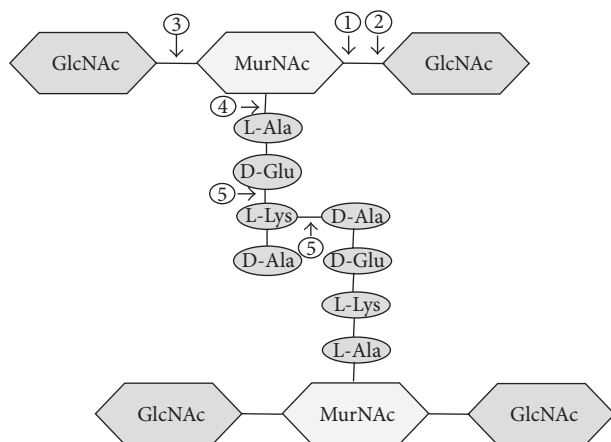 ③ ① ②
GlcNAc MurNAc GlcNAc
④
L-Ala
D-Glu
⑤
L-Lys D-Ala
⑤
D-Ala D-Glu
L-Lys
L-Ala
GlcNAc MurNAc GlcNAc